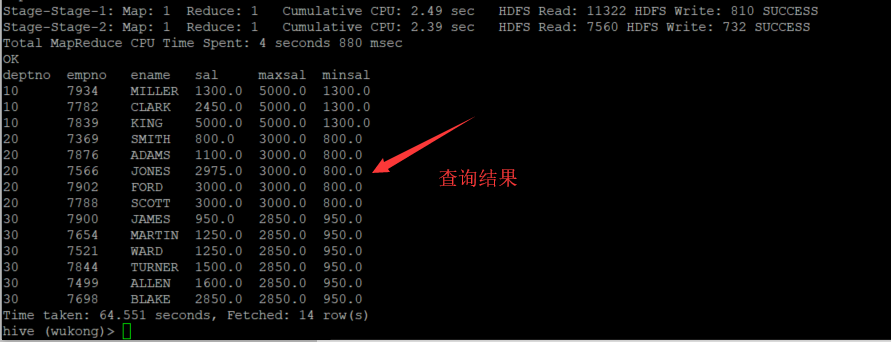 Stage-Stage-1: Map: 1  Reduce: 1   Cumulative CPU: 2.49 sec   HDFS Read: 11322 HDFS Write: 810 SUCCESS
Stage-Stage-2: Map: 1  Reduce: 1   Cumulative CPU: 2.39 sec   HDFS Read: 7560 HDFS Write: 732 SUCCESS
Total MapReduce CPU Time Spent: 4 seconds 880 msec
OK
deptno  empno   ename   sal     maxsal  minsal
10      7934    MILLER  1300.0  5000.0  1300.0
10      7782    CLARK   2450.0  5000.0  1300.0
10      7839    KING    5000.0  5000.0  1300.0
20      7369    SMITH   800.0   3000.0  800.0
20      7876    ADAMS   1100.0  3000.0  800.0
20      7566    JONES   2975.0  3000.0  800.0
20      7902    FORD    3000.0  3000.0  800.0
20      7788    SCOTT   3000.0  3000.0  800.0
查询结果
30      7900    JAMES   950.0   2850.0  950.0
30      7654    MARTIN  1250.0  2850.0  950.0
30      7521    WARD    1250.0  2850.0  950.0
30      7844    TURNER  1500.0  2850.0  950.0
30      7499    ALLEN   1600.0  2850.0  950.0
30      7698    BLAKE   2850.0  2850.0  950.0
Time taken: 64.551 seconds, Fetched: 14 row(s)
hive (wukong)>